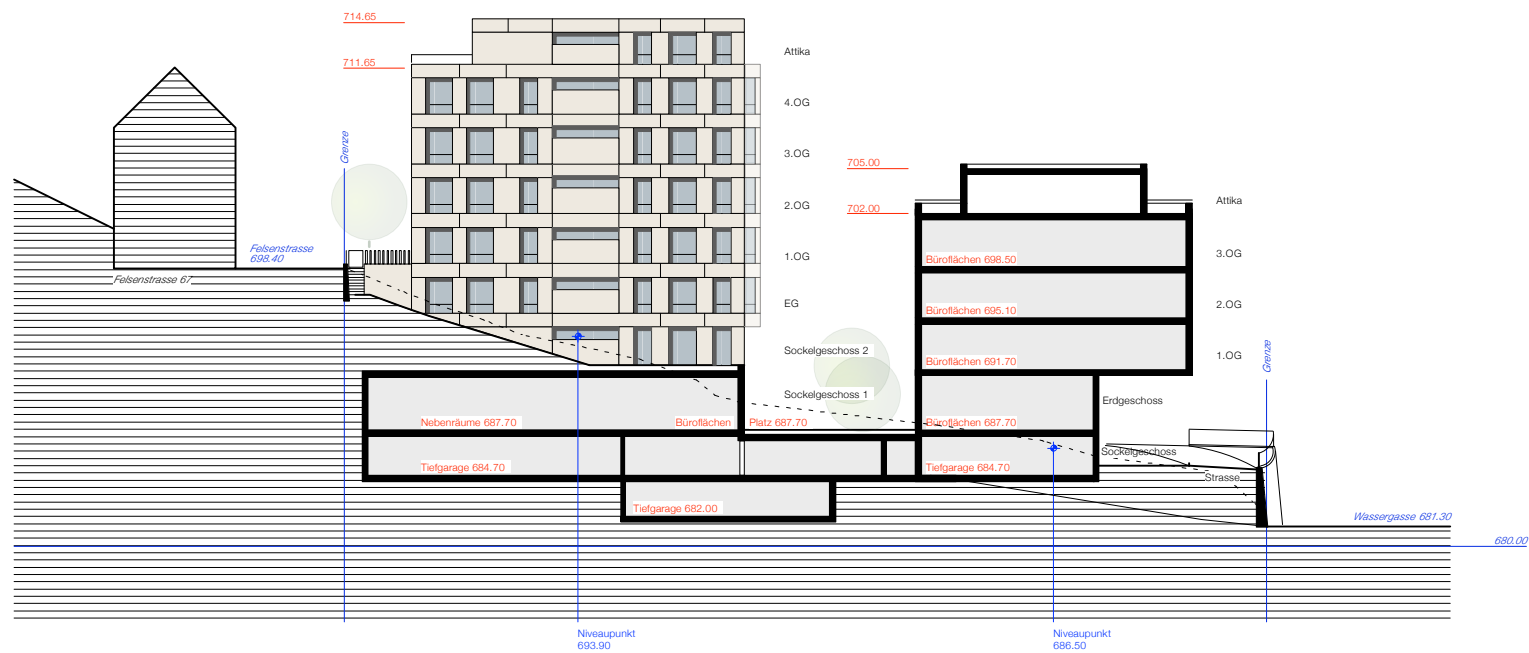 714.65
711.65
Attika
4.OG
3.OG
2.OG
1.OG
EG
Sockelgeschoss 2
Sockelgeschoss 1
Grenze
Felsenstrasse
698.40
Felsenstrasse 67
705.00
702.00
Attika
3.OG
2.OG
1.OG
Erdgeschoss
Sockelgeschoss
Strasse
Grenze
Büroflächen 698.50
Büroflächen 695.10
Büroflächen 691.70
Büroflächen 687.70
Tiefgarage 684.70
Nebenräume 687.70
Büroflächen
Platz 687.70
Tiefgarage 684.70
Tiefgarage 682.00
Wassergasse 681.30
680.00
Niveaupunkt
693.90
Niveaupunkt
686.50